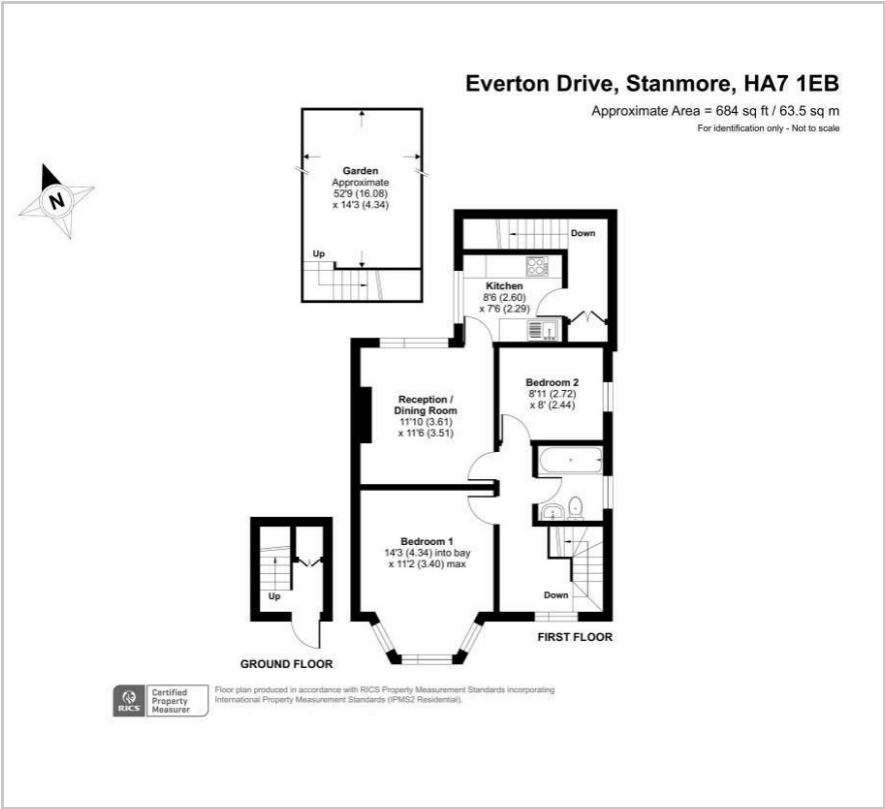 Everton Drive, Stanmore, HA7 1EB
Approximate Area = 684 sq ft / 63.5 sq m
For identification only - Not to scale
N
Garden
Approximate
52'9 (16.08)
x 14'3 (4.34)
Up
Down
Kitchen
8'6 (2.60)
x 7'6 (2.29)
Bedroom 2
8'11 (2.72)
x 8' (2.44)
Reception /
Dining Room
11'10 (3.61)
x 11'6 (3.51)
Bedroom 1
14'3 (4.34) into bay
x 11'2 (3.40) max
Up
Down
FIRST FLOOR
GROUND FLOOR
RICS
Certified
Property
Measurer
Floor plan produced in accordance with RICS Property Measurement Standards incorporating
International Property Measurement Standards (IPMS2 Residential).